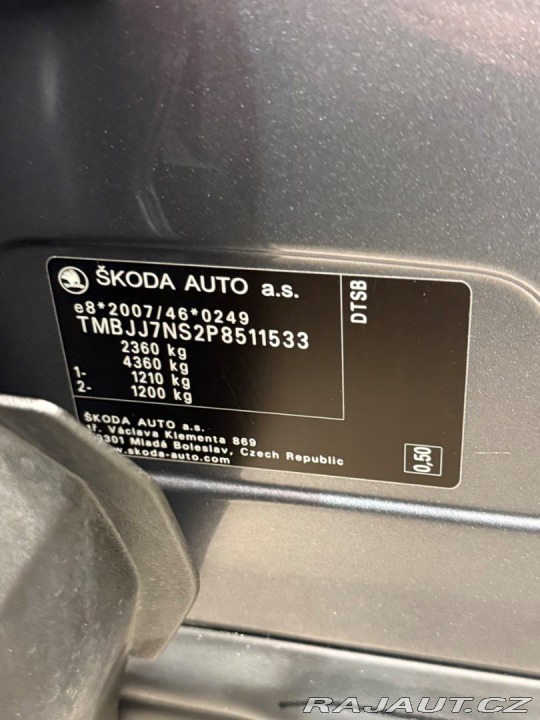 ŠKODA AUTO a.s.
e8*2007/46*0249
TMBJJ7NS2P8511533
2360 kg
4360 kg
1- 1210 kg
2- 1200 kg
DTSB
ŠKODA AUTO a.s.
Václava Klementa 869
Mladá Boleslav, Czech Republic
.skoda-auto.com
0,50
RAJAUT.CZ